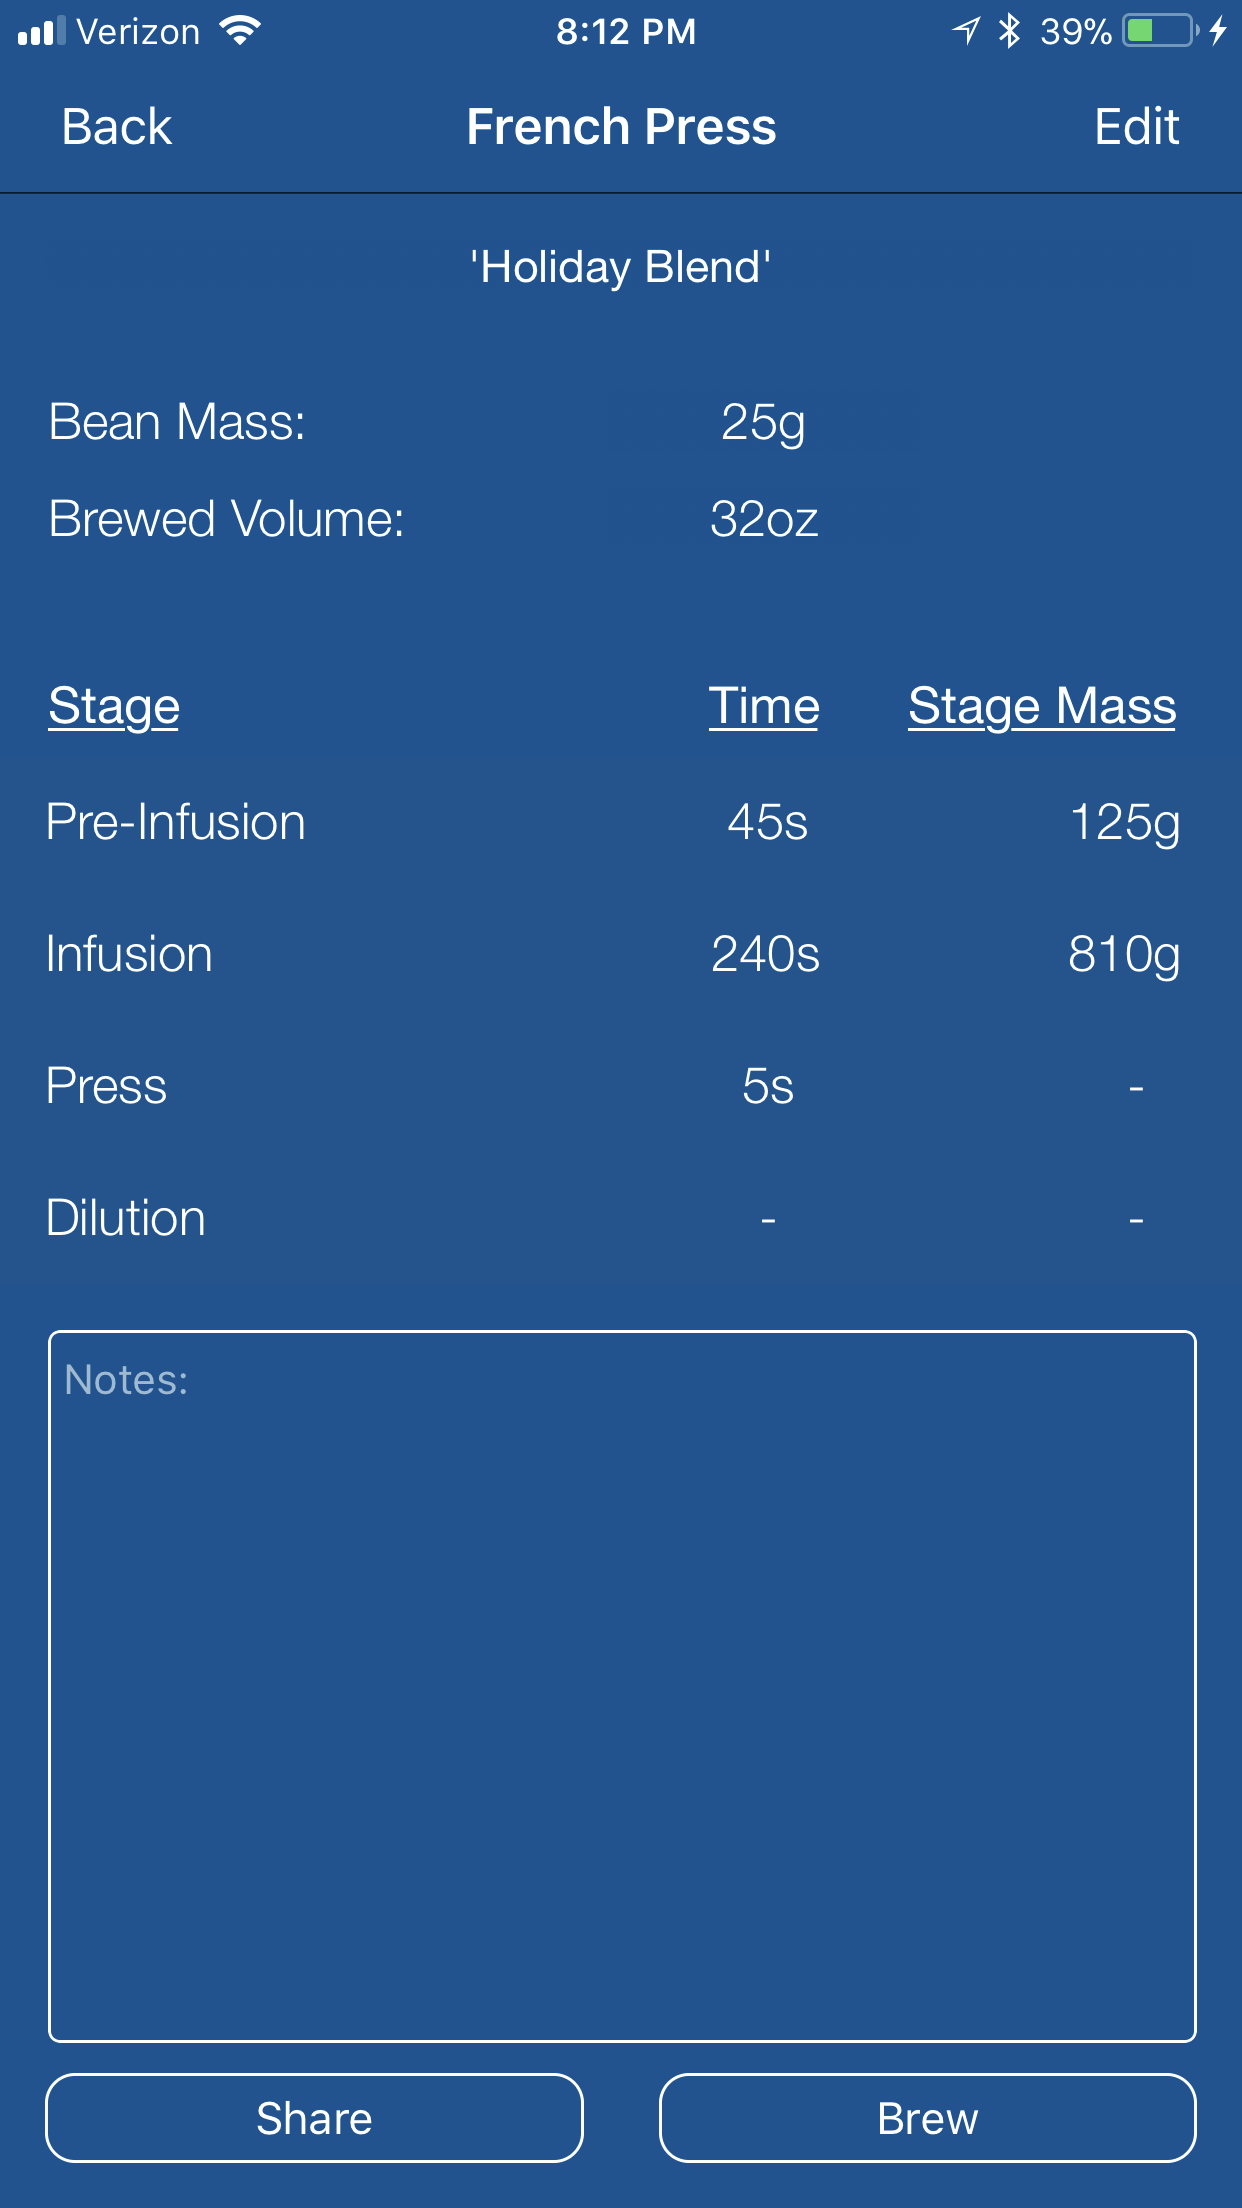 Verizon 8:12 PM 39%
Back French Press Edit
'Holiday Blend'
Bean Mass: 25g
Brewed Volume: 32oz
Stage Time Stage Mass
Pre-Infusion 45s 125g
Infusion 240s 810g
Press 5s -
Dilution - -
Notes:
Share Brew